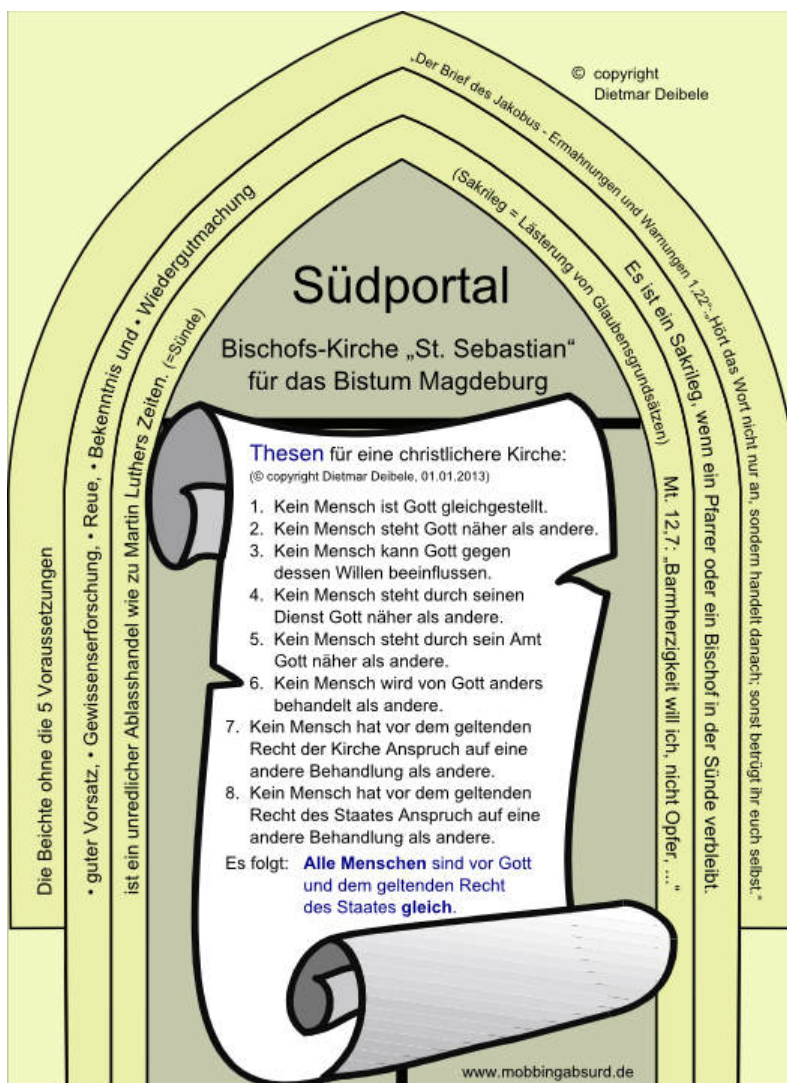 © copyright
Dietmar Deibele
„Der Brief des Jakobus - Ermahnungen und Warnungen 1,22“: „Hört das Wort nicht nur an, sondern handelt danach; sonst betrügt ihr euch selbst.“
Es ist ein Sakrileg, wenn ein Pfarrer oder ein Bischof in der Sünde verbleibt.
(Sakrileg = Lästerung von Glaubensgrundsätzen)
Mt. 12,7: „Barmherzigkeit will ich, nicht Opfer, ...“
Die Beichte ohne die 5 Voraussetzungen
• guter Vorsatz, • Gewissenserforschung, • Reue, • Bekenntnis und • Wiedergutmachung
ist ein unredlicher Ablasshandel wie zu Martin Luthers Zeiten. (=Sünde)
Südportal
Bischofs-Kirche „St. Sebastian“
für das Bistum Magdeburg
Thesen für eine christlichere Kirche:
(© copyright Dietmar Deibele, 01.01.2013)
1. Kein Mensch ist Gott gleichgestellt.
2. Kein Mensch steht Gott näher als andere.
3. Kein Mensch kann Gott gegen
dessen Willen beeinflussen.
4. Kein Mensch steht durch seinen
Dienst Gott näher als andere.
5. Kein Mensch steht durch sein Amt
Gott näher als andere.
6. Kein Mensch wird von Gott anders
behandelt als andere.
7. Kein Mensch hat vor dem geltenden
Recht der Kirche Anspruch auf eine
andere Behandlung als andere.
8. Kein Mensch hat vor dem geltenden
Recht des Staates Anspruch auf eine
andere Behandlung als andere.
Es folgt: Alle Menschen sind vor Gott
und dem geltenden Recht
des Staates gleich.
www.mobbingabsurd.de